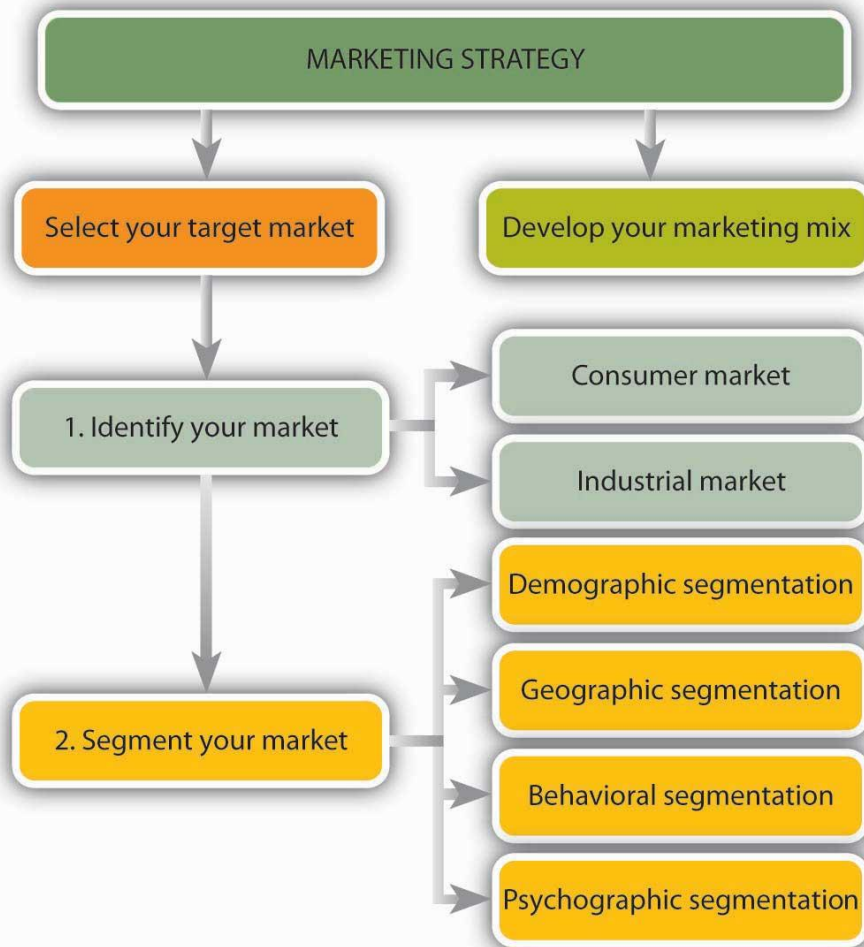 MARKETING STRATEGY
Select your target market
Develop your marketing mix
1. Identify your market
Consumer market
Industrial market
2. Segment your market
Demographic segmentation
Geographic segmentation
Behavioral segmentation
Psychographic segmentation